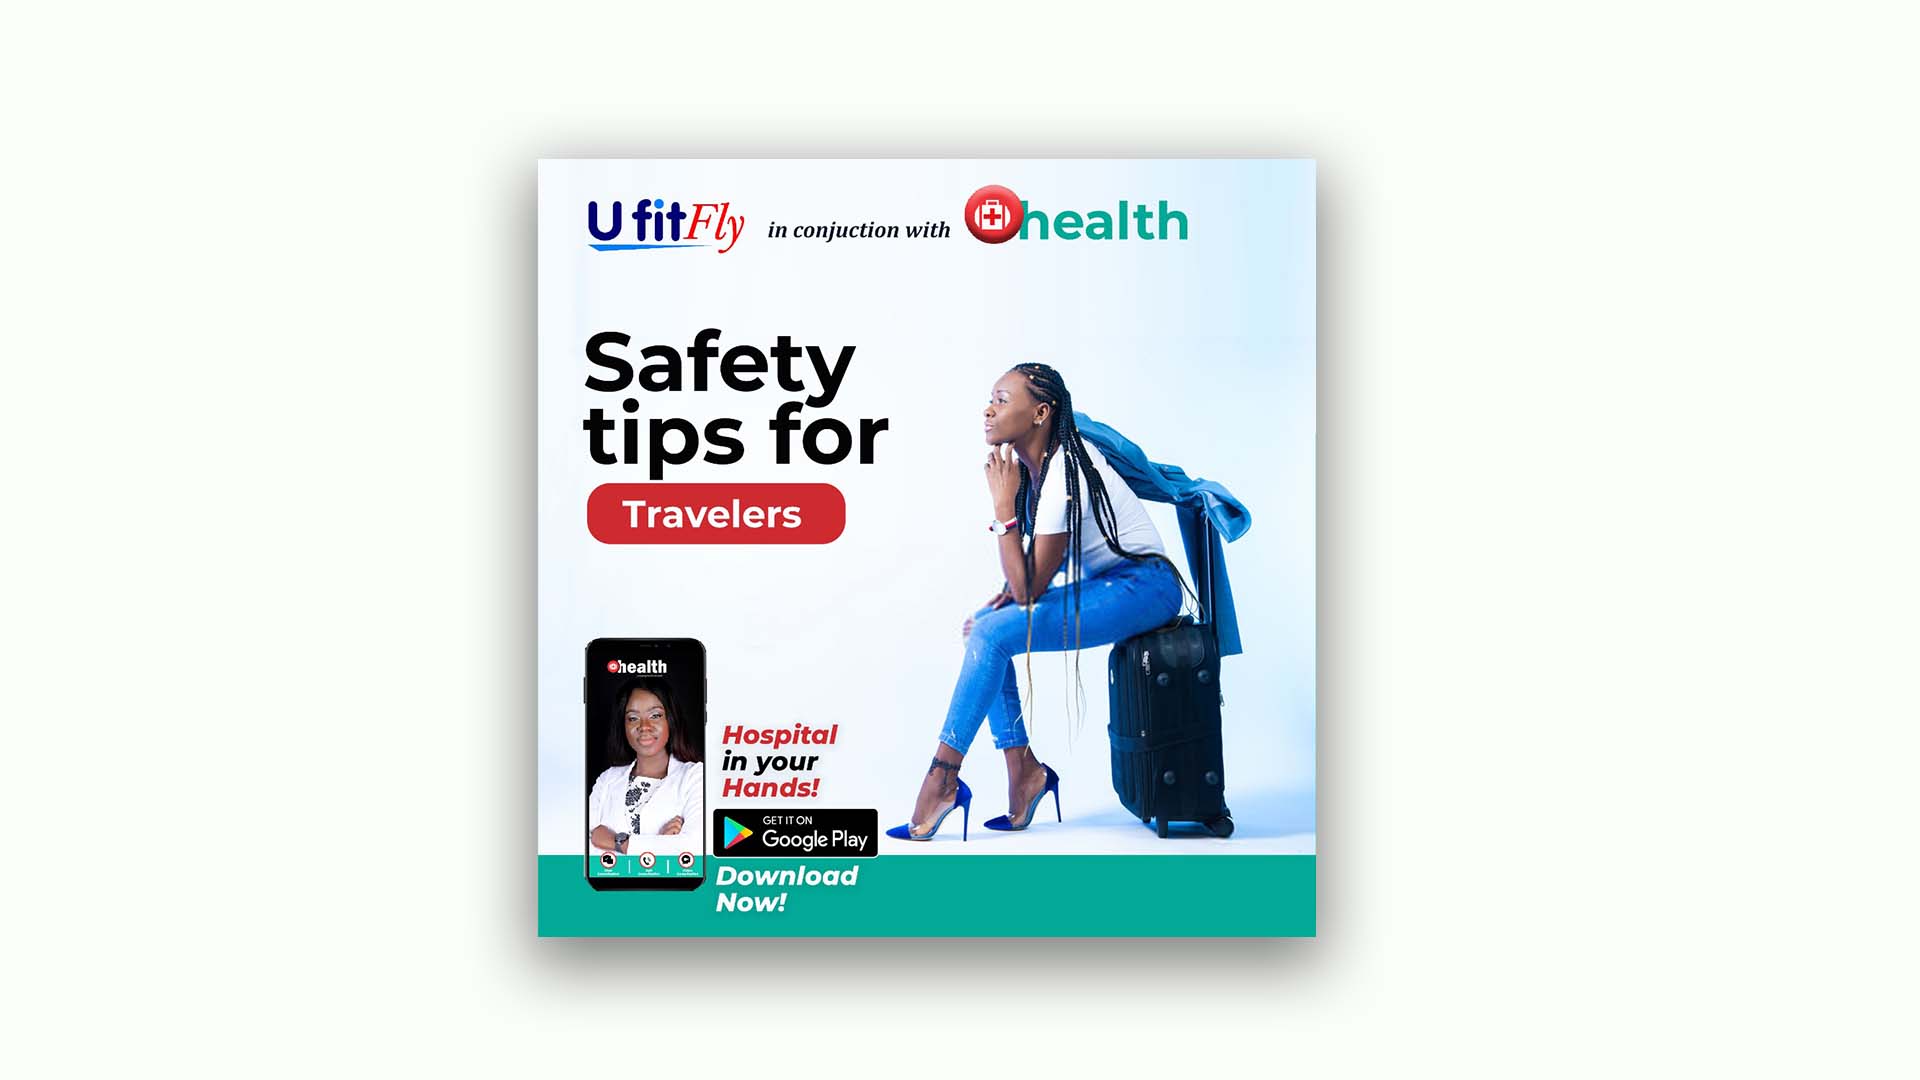 U fitFly in conjuction with health
Safety
tips for
Travelers
health
Hospital
in your
Hands!
GET IT ON
Google Play
Download
Now!